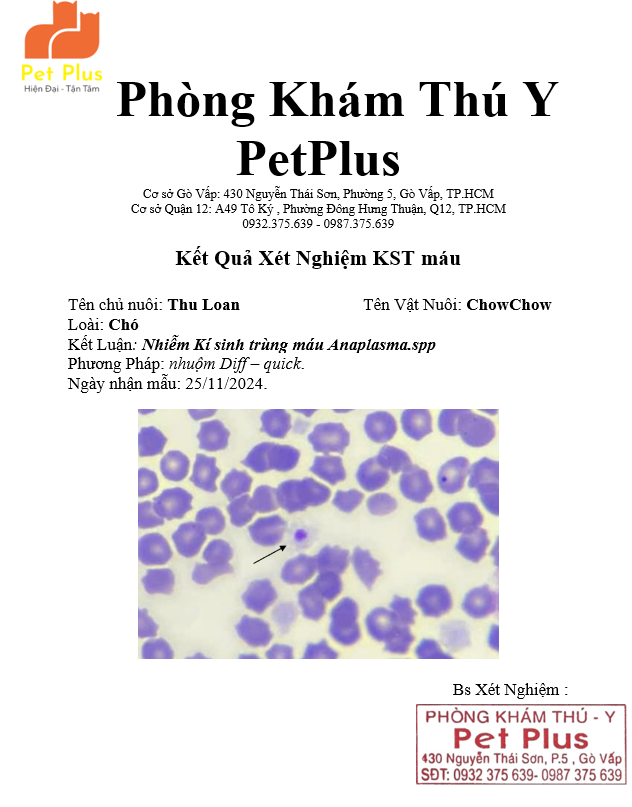 Pet Plus
Hiện Đại - Tận Tâm
Phòng Khám Thú Y
PetPlus
Cơ sở Gò Vấp: 430 Nguyễn Thái Sơn, Phường 5, Gò Vấp, TP.HCM
Cơ sở Quận 12: A49 Tô Ký , Phường Đông Hưng Thuận, Q12, TP.HCM
0932.375.639 - 0987.375.639
Kết Quả Xét Nghiệm KST máu
Tên chủ nuôi: Thu Loan Tên Vật Nuôi: ChowChow
Loài: Chó
Kết Luận: Nhiễm Kí sinh trùng máu Anaplasma.spp
Phương Pháp: nhuộm Diff – quick.
Ngày nhận mẫu: 25/11/2024.
Bs Xét Nghiệm :
PHÒNG KHÁM THÚ - Y
Pet Plus
430 Nguyễn Thái Sơn, P.5 , Gò Vấp
SĐT: 0932 375 639- 0987 375 639